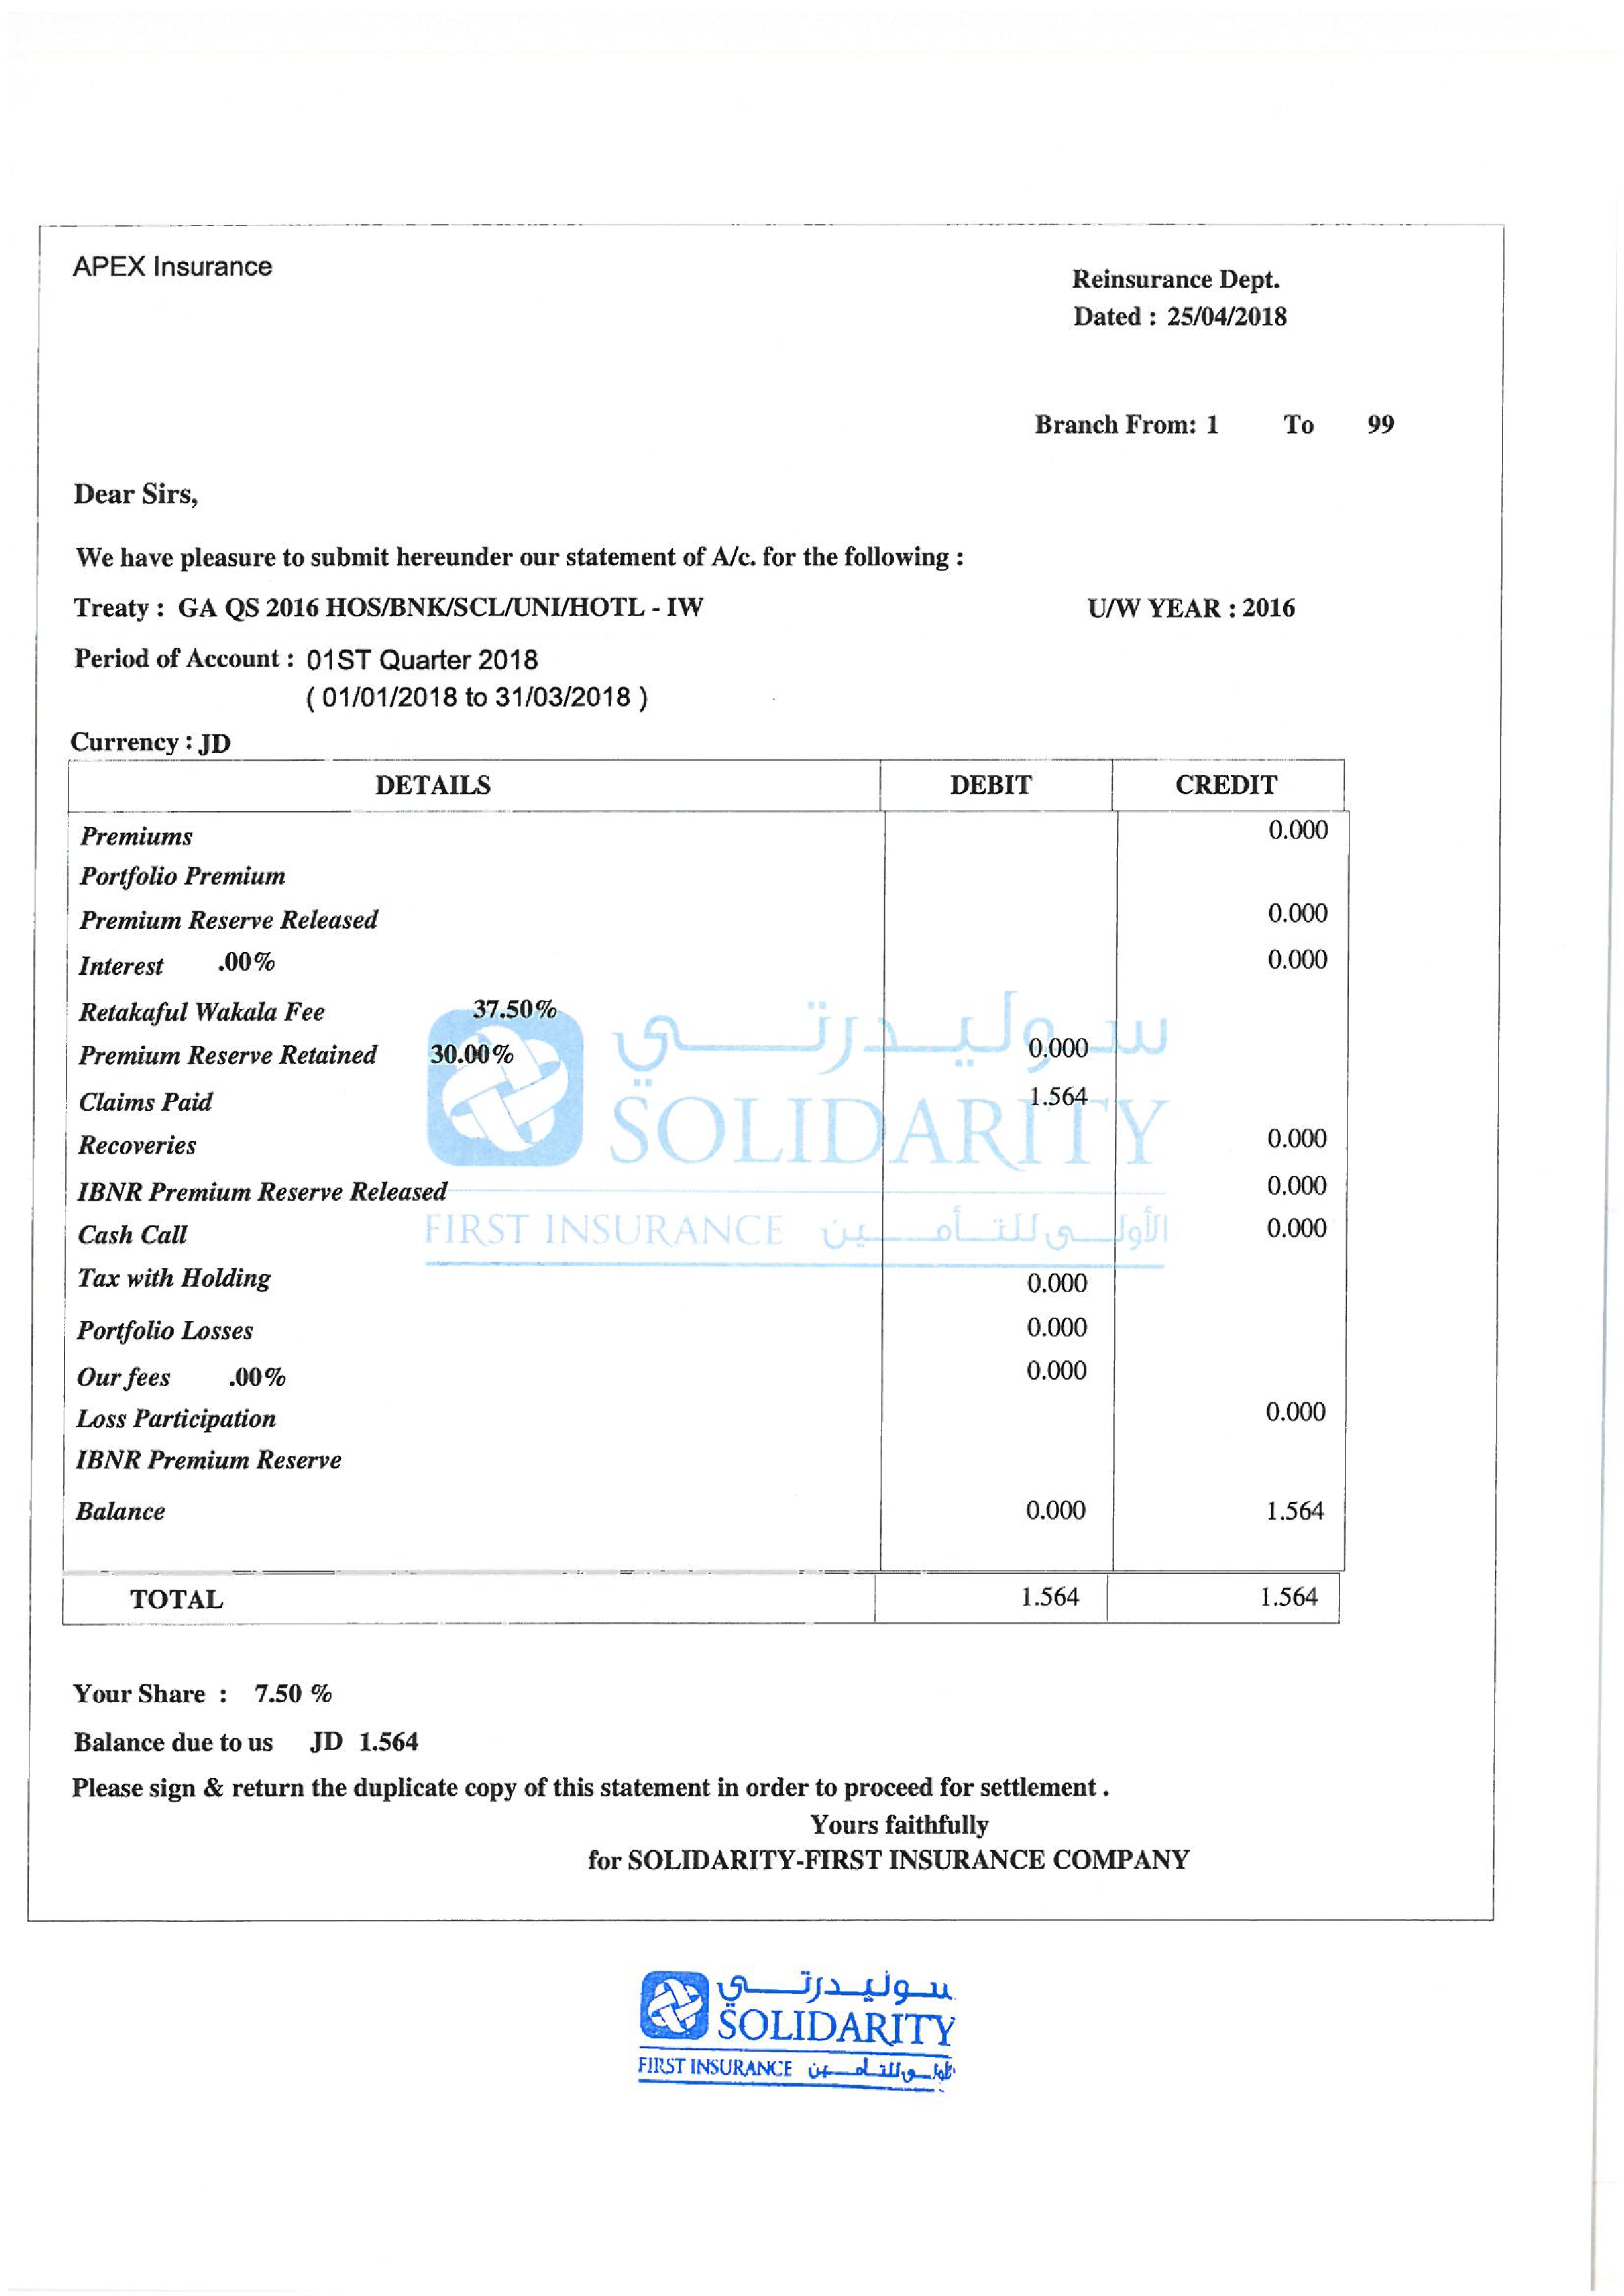 APEX Insurance
Reinsurance Dept.
Dated : 25/04/2018
Branch From: 1 To 99
Dear Sirs,
We have pleasure to submit hereunder our statement of A/c. for the following :
Treaty : GA QS 2016 HOS/BNK/SCL/UNI/HOTL - IW U/W YEAR : 2016
Period of Account : 01ST Quarter 2018
( 01/01/2018 to 31/03/2018 )
Currency : JD
DETAILS DEBIT CREDIT
Premiums 0.000
Portfolio Premium
Premium Reserve Released 0.000
Interest .00% 0.000
Retakaful Wakala Fee 37.50%
سوليدرتي
Premium Reserve Retained 30.00% 0.000
Claims Paid 1.564
SOLIDARITY
Recoveries 0.000
IBNR Premium Reserve Released 0.000
FIRST INSURANCE الأولى للتأمين
Cash Call 0.000
Tax with Holding 0.000
Portfolio Losses 0.000
Our fees .00% 0.000
Loss Participation 0.000
IBNR Premium Reserve
Balance 0.000 1.564
TOTAL 1.564 1.564
Your Share : 7.50 %
Balance due to us JD 1.564
Please sign & return the duplicate copy of this statement in order to proceed for settlement .
Yours faithfully
for SOLIDARITY-FIRST INSURANCE COMPANY
سوليدرتي
SOLIDARITY
FIRST INSURANCE الأولى للتأمين